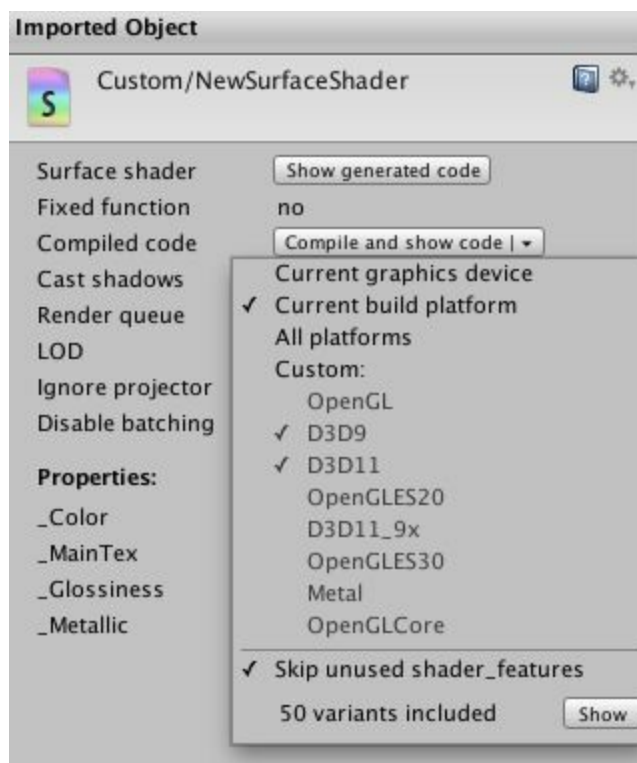 Imported Object
S
Custom/NewSurfaceShader
Surface shader Show generated code
Fixed function no
Compiled code Compile and show code |
Cast shadows Current graphics device
Render queue ✓ Current build platform
LOD All platforms
Ignore projector Custom:
Disable batching OpenGL
✓ D3D9
Properties: ✓ D3D11
_Color OpenGLES20
_MainTex D3D11_9x
_Glossiness OpenGLES30
_Metallic Metal
OpenGLCore
✓ Skip unused shader_features
50 variants included Show